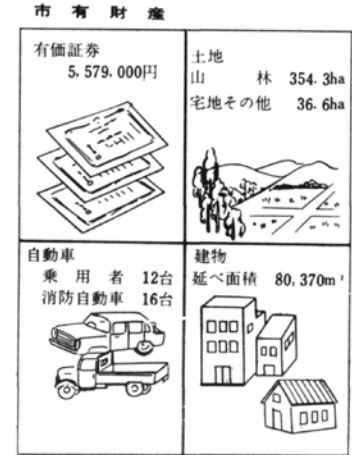 市有財産
有価証券
5,579,000円
土地
山林 354.3ha
宅地その他 36.6ha
自動車
乗用者 12台
消防自動車 16台
建物
延べ面積 80,370m²